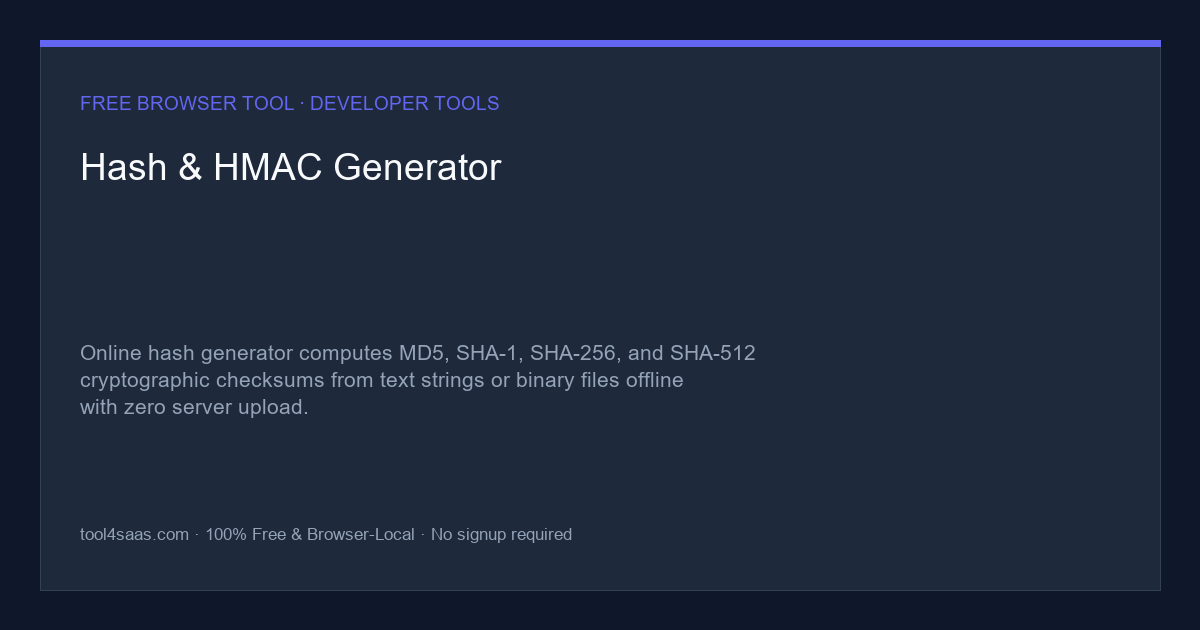 FREE BROWSER TOOL · DEVELOPER TOOLS
Hash & HMAC Generator
Online hash generator computes MD5, SHA-1, SHA-256, and SHA-512
cryptographic checksums from text strings or binary files offline
with zero server upload.
tool4saas.com · 100% Free & Browser-Local · No signup required